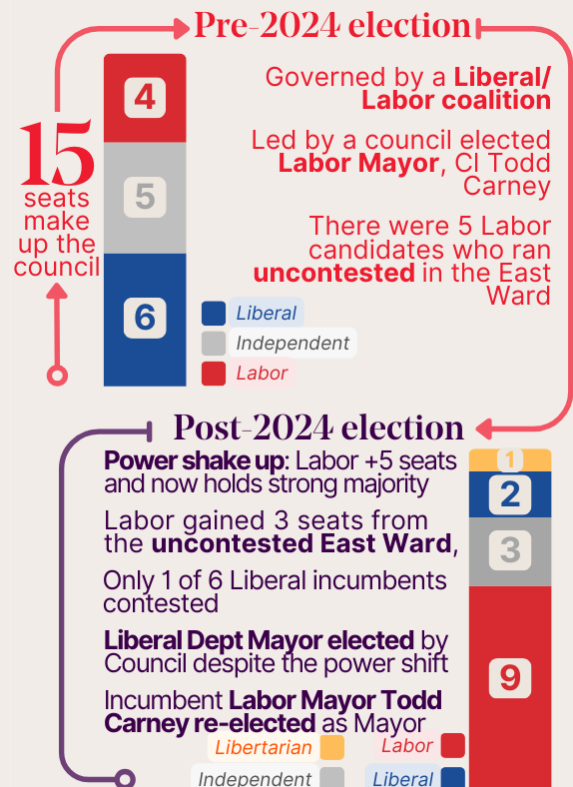 Pre-2024 election
15
seats
make
up the
council
4
5
6
Governed by a Liberal/
Labor coalition
Led by a council elected
Labor Mayor, Cl Todd
Carney
There were 5 Labor
candidates who ran
uncontested in the East
Ward
Liberal
Independent
Labor
Post-2024 election
Power shake up: Labor +5 seats
and now holds strong majority
Labor gained 3 seats from
the uncontested East Ward,
Only 1 of 6 Liberal incumbents
contested
Liberal Dept Mayor elected by
Council despite the power shift
Incumbent Labor Mayor Todd
Carney re-elected as Mayor
1
2
3
9
Libertarian
Labor
Independent
Liberal